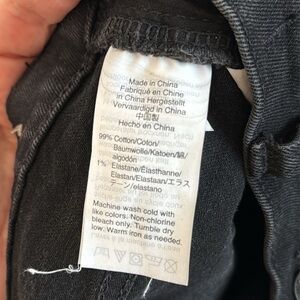 Made in China
Fabriqué en Chine
In China Hergestellt
Vervaardigd in China
中国製
Hecho en China
99% Cotton/Coton/
Baumwolle/Katoen/綿/
algodón
1% Elastane/Élasthanne/
Elastan/Elastaan/エラス
テーン/elastano
Machine wash cold with
like colors. Non-chlorine
bleach only. Tumble dry
low. Warm iron as needed.